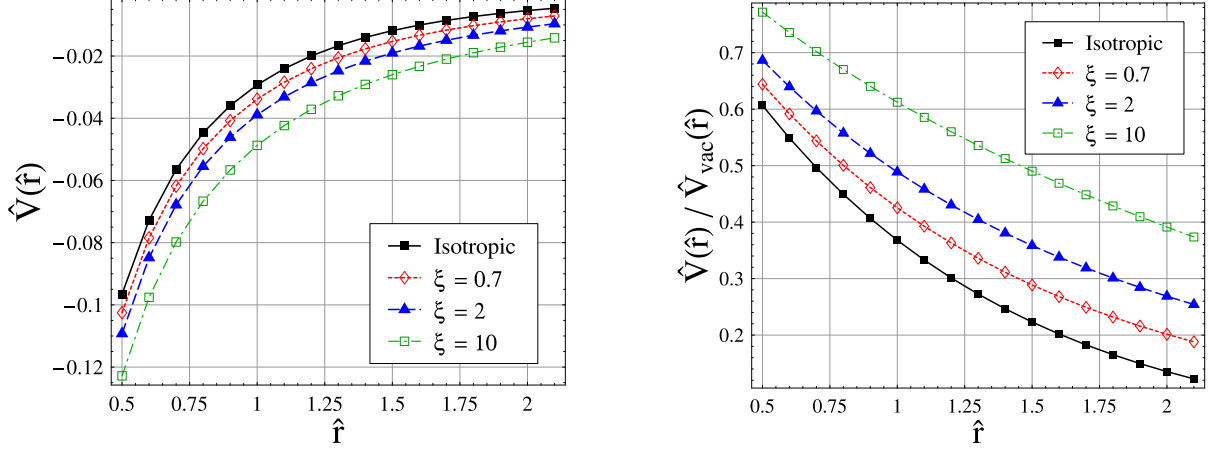 −0.02
−0.04
−0.06
−0.08
−0.1
−0.12
V̂(r̂)
0.5 0.75 1 1.25 1.5 1.75 2
r̂
Isotropic
ξ = 0.7
ξ = 2
ξ = 10
0.7
0.6
0.5
0.4
0.3
0.2
V̂(r̂) / V̂vac(r̂)
0.5 0.75 1 1.25 1.5 1.75 2
r̂
Isotropic
ξ = 0.7
ξ = 2
ξ = 10